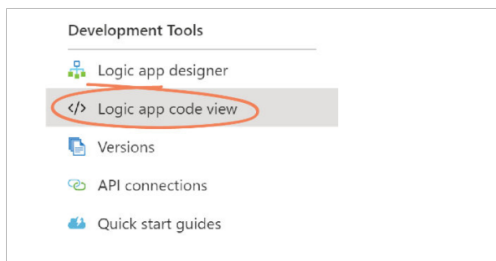 Development Tools
Logic app designer
</> Logic app code view
Versions
API connections
Quick start guides